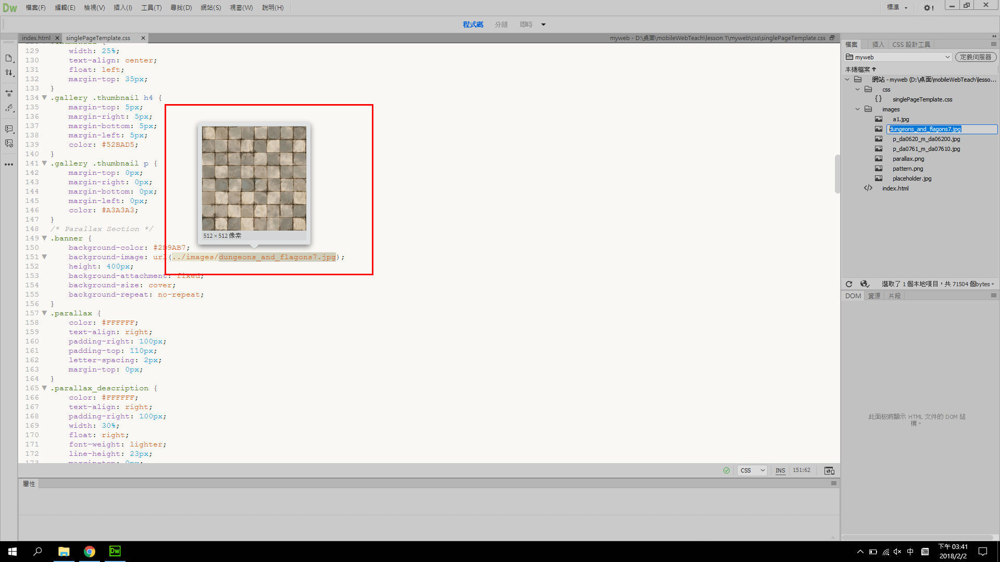 Dw 檔案(F) 編輯(E) 檢視(V) 插入(I) 工具(T) 尋找(D) 網站(S) 視窗(W) 說明(H) 標準 !
程式碼 分割 即時
index.html singlePageTemplate.css myweb - D:\桌面\mobileWebTeach\lesson 1\myweb\css\singlePageTemplate.css
129 width: 25%;
130 text-align: center;
131 float: left;
132 margin-top: 35px;
133 }
134 .gallery .thumbnail h4 {
135 margin-top: 5px;
136 margin-right: 5px;
137 margin-bottom: 5px;
138 margin-left: 5px;
139 color: #52BAD5;
140 }
141 .gallery .thumbnail p {
142 margin-top: 0px;
143 margin-right: 0px;
144 margin-bottom: 0px;
145 margin-left: 0px;
146 color: #A3A3A3;
147 }
148 /* Parallax Section */
149 .banner {
150 background-color: #2D9AB7;
151 background-image: url(../images/dungeons_and_flagons7.jpg);
152 height: 400px;
153 background-attachment: fixed;
154 background-size: cover;
155 background-repeat: no-repeat;
156 }
157 .parallax {
158 color: #FFFFFF;
159 text-align: right;
160 padding-right: 100px;
161 padding-top: 110px;
162 letter-spacing: 2px;
163 margin-top: 0px;
164 }
165 .parallax_description {
166 color: #FFFFFF;
167 text-align: right;
168 padding-right: 100px;
169 width: 30%;
170 float: right;
171 font-weight: lighter;
172 line-height: 23px;
173 margin-top: 0px;
512 × 512 像素
CSS INS 151:62
屬性
檔案 插入 CSS 設計工具
myweb 定義伺服器
本機檔案
網站 - myweb (D:\桌面\mobileWebTeach\lesso...
css
{} singlePageTemplate.css
images
a1.jpg
dungeons_and_flagons7.jpg
p_da0620_m_da06200.jpg
p_da0761_m_da07610.jpg
parallax.png
pattern.png
placeholder.jpg
</> index.html
選取了 1 個本地項目，共 71504 個bytes。
DOM 資源 片段
此面板將顯示 HTML 文件的 DOM 結
構。
Dw
中
下午 03:41
2018/2/2